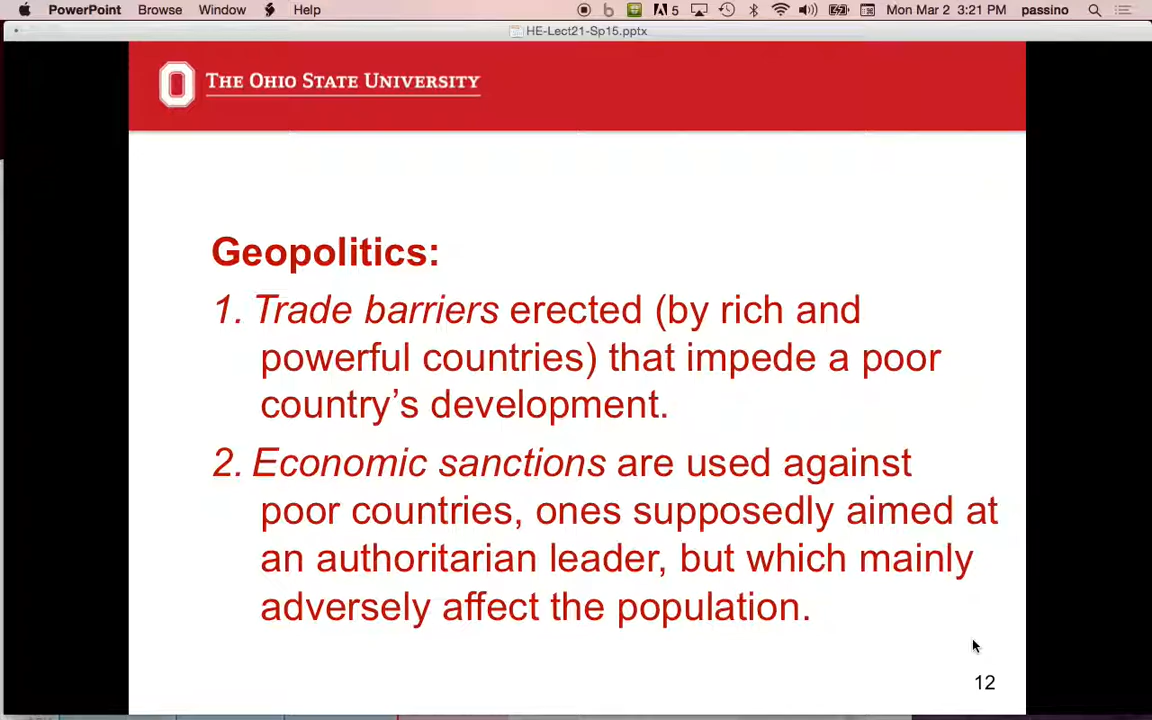 PowerPoint Browse Window Help 5 Mon Mar 2 3:21 PM passino
HE-Lect21-Sp15.pptx
THE OHIO STATE UNIVERSITY
Geopolitics:
1. Trade barriers erected (by rich and
powerful countries) that impede a poor
country’s development.
2. Economic sanctions are used against
poor countries, ones supposedly aimed at
an authoritarian leader, but which mainly
adversely affect the population.
12